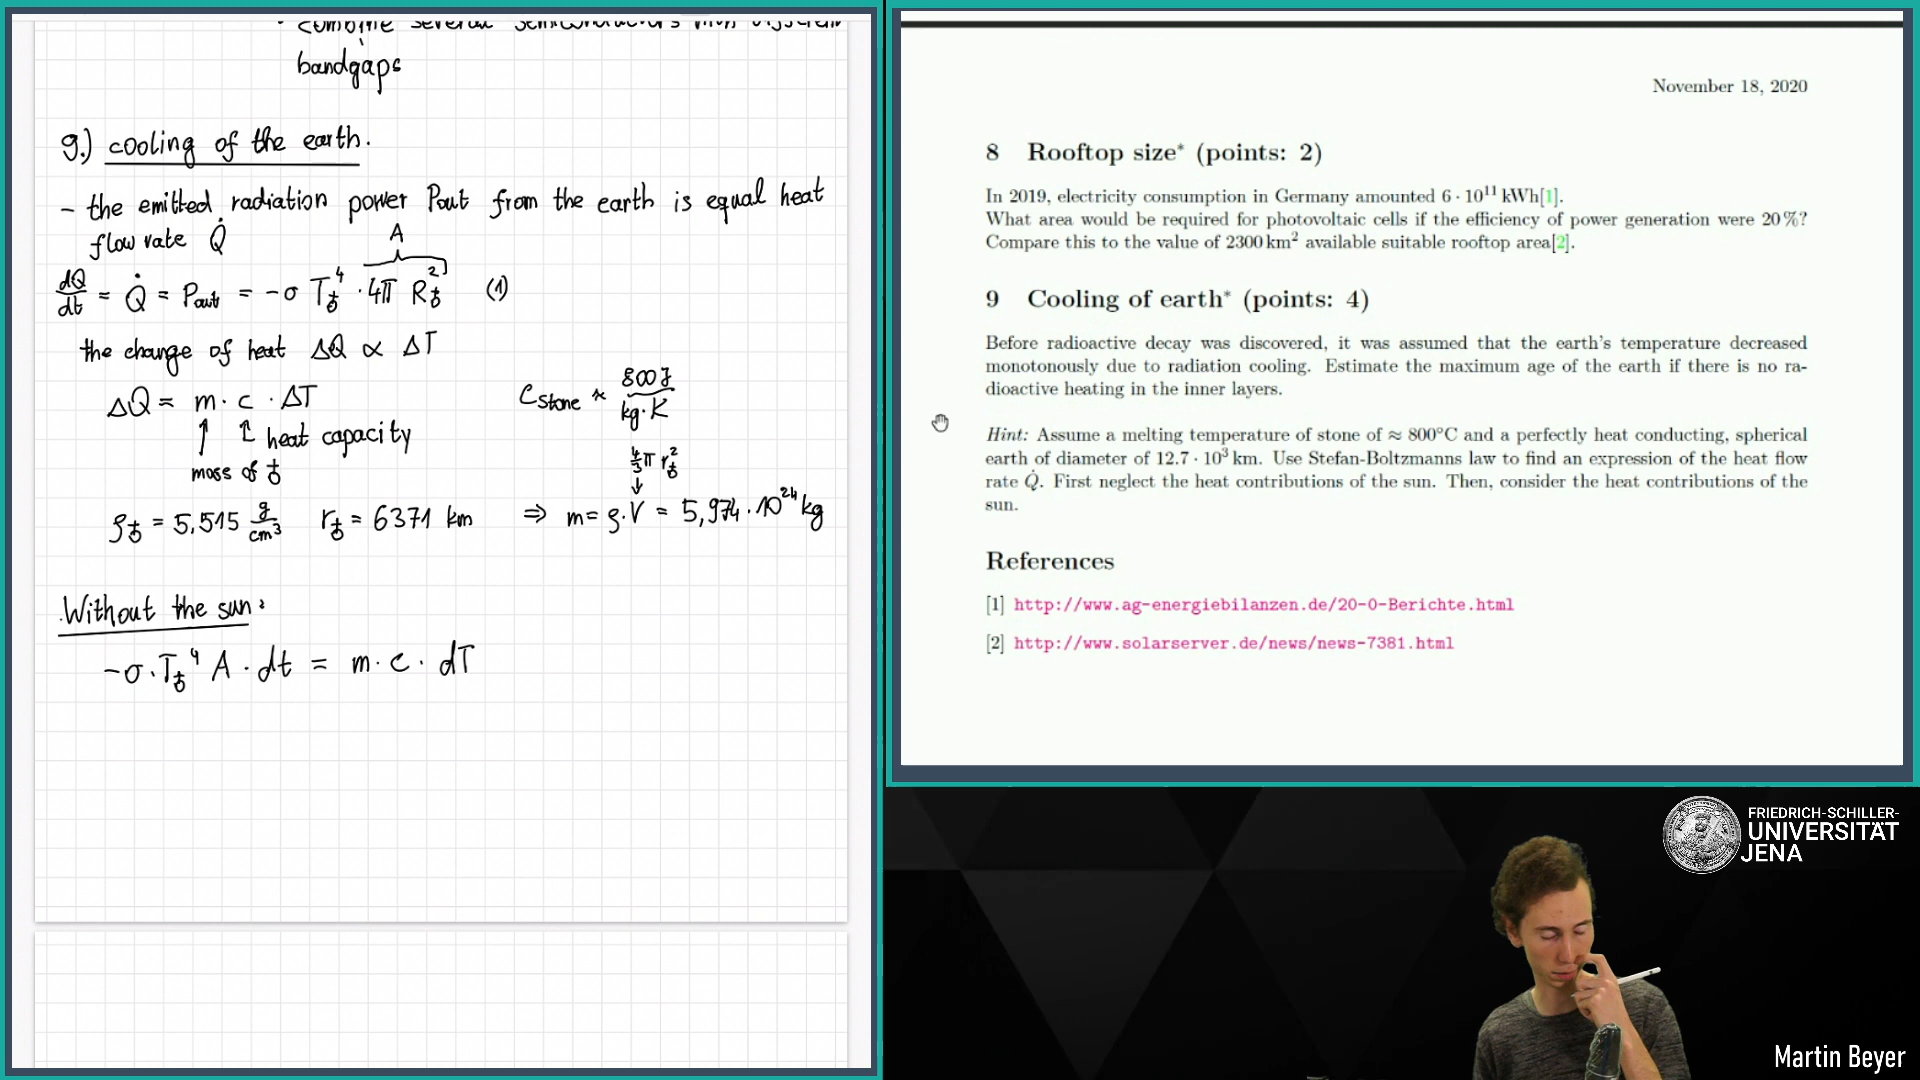 combine several semiconductors with different
bandgaps
9.) cooling of the earth.
- the emitted radiation power Pout from the earth is equal heat
flow rate Q̇
A
dQ/dt = Q̇ = Pout = -σ T♁⁴ · 4π R♁² (1)
the change of heat ΔQ ∝ ΔT
ΔQ = m · c · ΔT
↑ ↑ heat capacity
mass of ♁
C stone ≈ 800J / kg·K
4/3 π r♁²
↓
ρ♁ = 5,515 g/cm³ r♁ = 6371 km ⇒ m = ρ·V = 5,974 · 10²⁴ kg
Without the sun:
-σ · T♁⁴ A · dt = m · c · dT
November 18, 2020
8 Rooftop size* (points: 2)
In 2019, electricity consumption in Germany amounted 6 · 10¹¹ kWh[1].
What area would be required for photovoltaic cells if the efficiency of power generation were 20 %?
Compare this to the value of 2300 km² available suitable rooftop area[2].
9 Cooling of earth* (points: 4)
Before radioactive decay was discovered, it was assumed that the earth's temperature decreased
monotonously due to radiation cooling. Estimate the maximum age of the earth if there is no ra-
dioactive heating in the inner layers.
Hint: Assume a melting temperature of stone of ≈ 800°C and a perfectly heat conducting, spherical
earth of diameter of 12.7 · 10³ km. Use Stefan-Boltzmanns law to find an expression of the heat flow
rate Q̇. First neglect the heat contributions of the sun. Then, consider the heat contributions of the
sun.
References
[1] http://www.ag-energiebilanzen.de/20-0-Berichte.html
[2] http://www.solarserver.de/news/news-7381.html
FRIEDRICH-SCHILLER-
UNIVERSITÄT
JENA
Martin Beyer